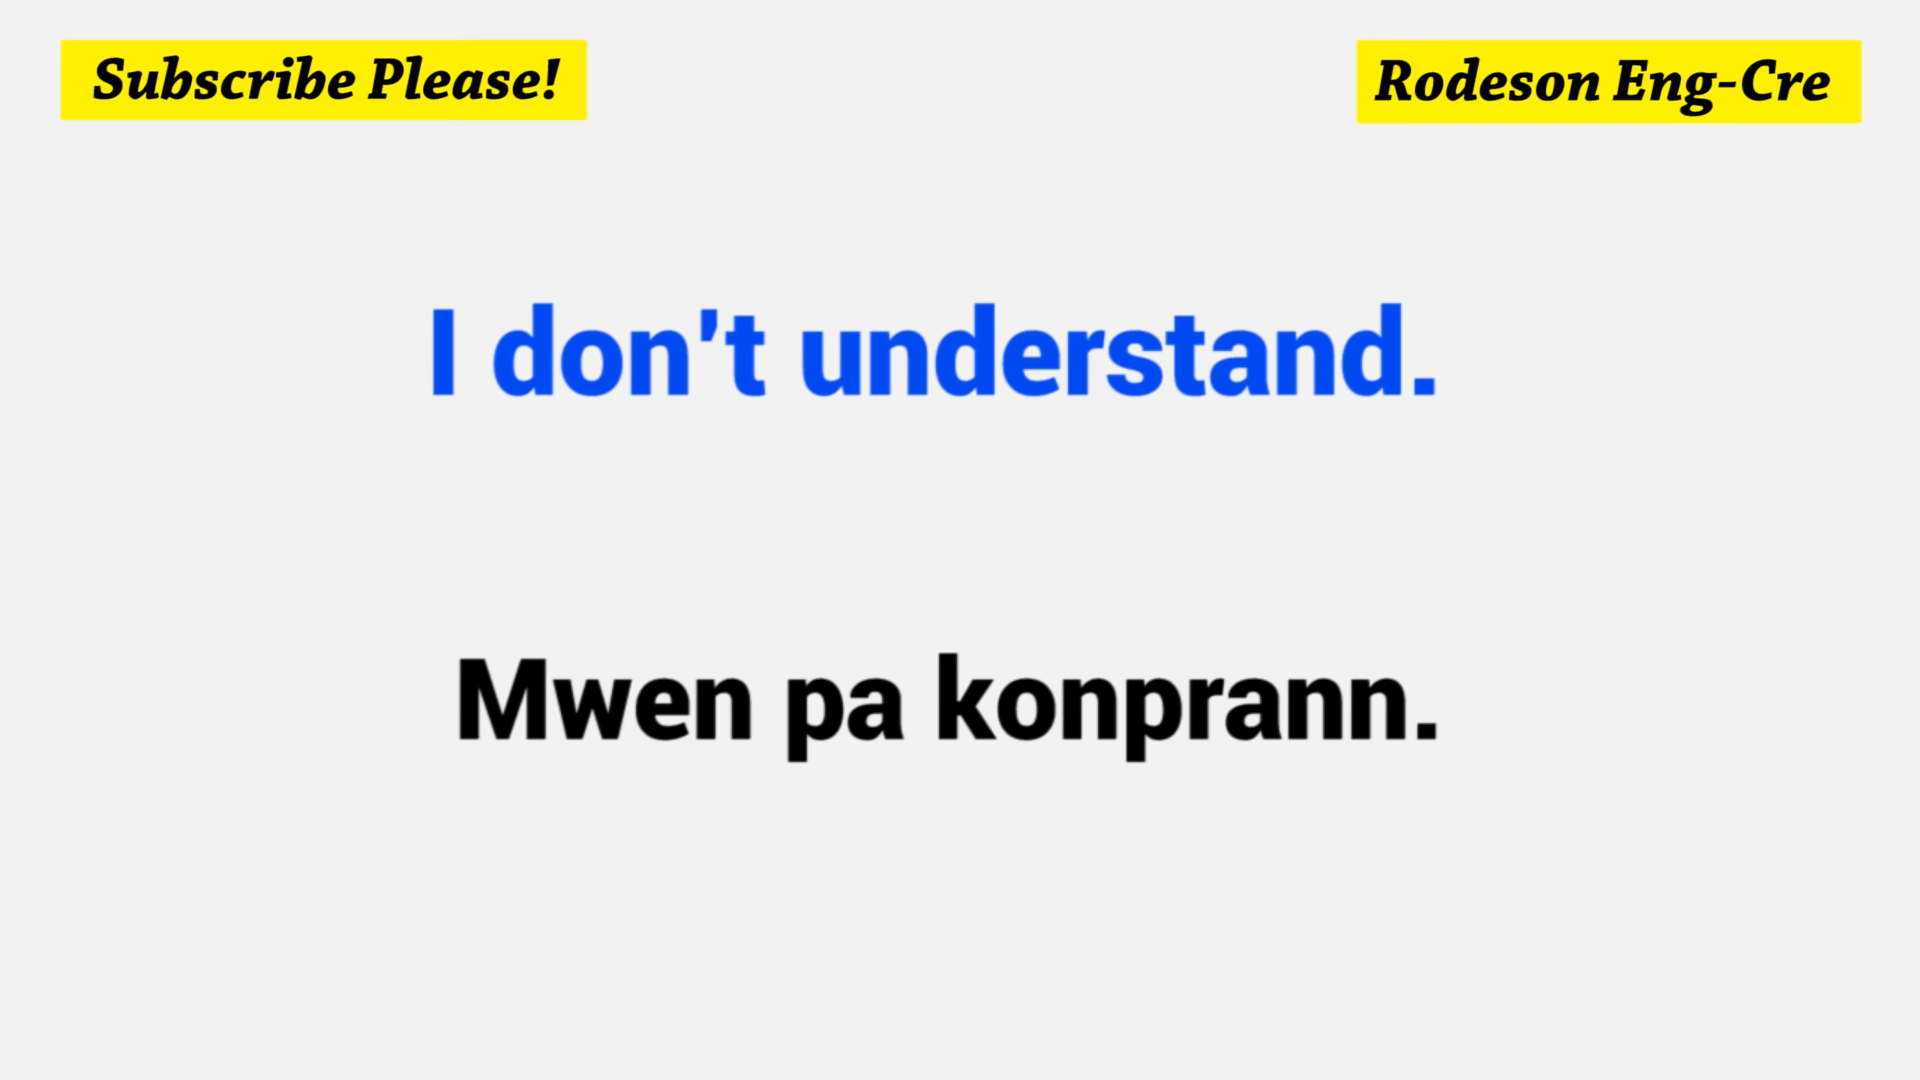 Subscribe Please!
Rodeson Eng-Cre
I don't understand.
Mwen pa konprann.